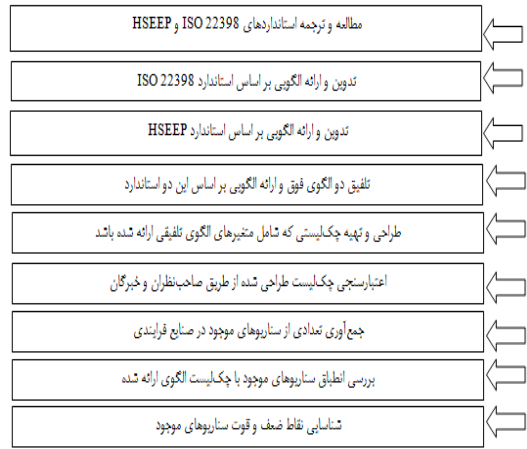 مطالعه و ترجمه استانداردهای ISO 22398 و HSEEP
تدوین و ارائه الگویی بر اساس استاندارد ISO 22398
تدوین و ارائه الگویی بر اساس استاندارد HSEEP
تلفیق دو الگوی فوق و ارائه الگویی بر اساس این دو استاندارد
طراحی و تهیه چک‌لیستی که شامل متغیرهای الگوی تلفیقی ارائه شده باشد
اعتبارسنجی چک‌لیست طراحی شده از طریق صاحب‌نظران و خبرگان
جمع‌آوری تعدادی از سناریوهای موجود در صنایع فرایندی
بررسی انطباق سناریوهای موجود با چک‌لیست الگوی ارائه شده
شناسایی نقاط ضعف و قوت سناریوهای موجود